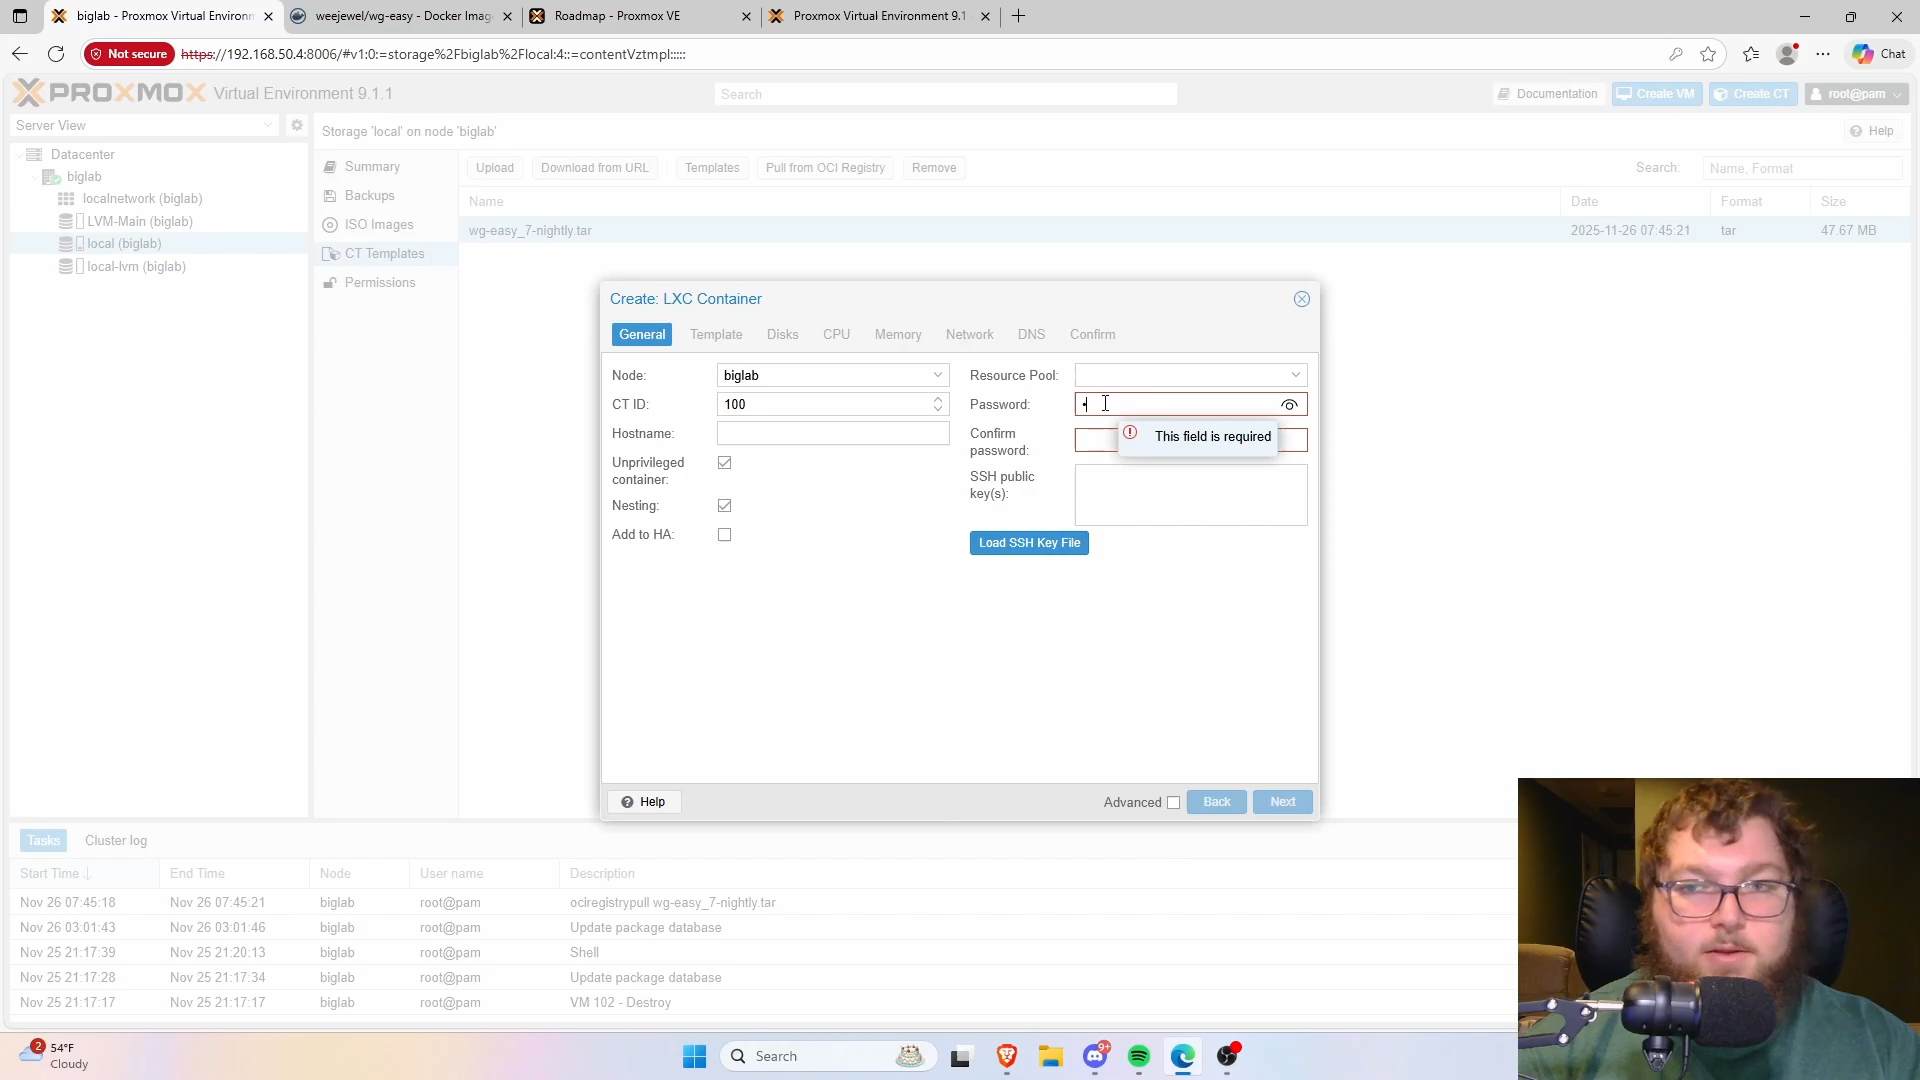 biglab - Proxmox Virtual Environm
weejewel/wg-easy - Docker Imag
Roadmap - Proxmox VE
Proxmox Virtual Environment 9.1
Not secure
https://192.168.50.4:8006/#v1:0:=storage%2Fbiglab%2Flocal:4::=contentVztmpl:::::
Chat
PROXMOX Virtual Environment 9.1.1
Search
Documentation
Create VM
Create CT
root@pam
Server View
Storage 'local' on node 'biglab'
Help
Datacenter
biglab
localnetwork (biglab)
LVM-Main (biglab)
local (biglab)
local-lvm (biglab)
Summary
Backups
ISO Images
CT Templates
Permissions
Upload
Download from URL
Templates
Pull from OCI Registry
Remove
Search:
Name, Format
Name
Date
Format
Size
wg-easy_7-nightly.tar
2025-11-26 07:45:21
tar
47.67 MB
Create: LXC Container
General
Template
Disks
CPU
Memory
Network
DNS
Confirm
Node:
biglab
CT ID:
100
Hostname:
Unprivileged
container:
Nesting:
Add to HA:
Resource Pool:
Password:
Confirm
password:
This field is required
SSH public
key(s):
Load SSH Key File
Help
Advanced
Back
Next
Tasks
Cluster log
Start Time
End Time
Node
User name
Description
Nov 26 07:45:18
Nov 26 07:45:21
biglab
root@pam
ociregistrypull wg-easy_7-nightly.tar
Nov 26 03:01:43
Nov 26 03:01:46
biglab
root@pam
Update package database
Nov 25 21:17:39
Nov 25 21:20:13
biglab
root@pam
Shell
Nov 25 21:17:28
Nov 25 21:17:34
biglab
root@pam
Update package database
Nov 25 21:17:17
Nov 25 21:17:17
biglab
root@pam
VM 102 - Destroy
2
54°F
Cloudy
Search
9+